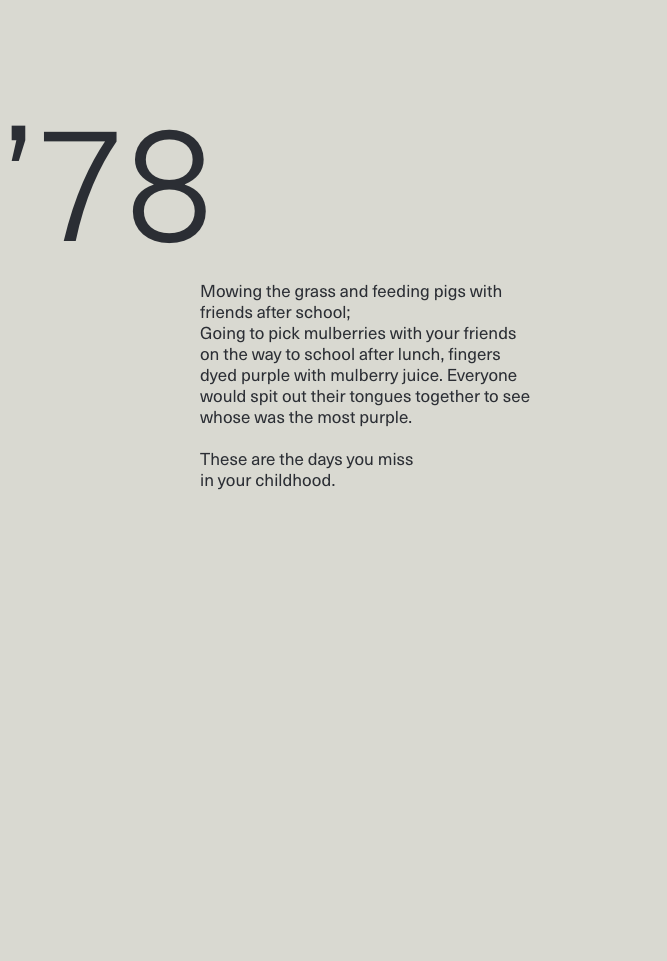 ’78
Mowing the grass and feeding pigs with
friends after school;
Going to pick mulberries with your friends
on the way to school after lunch, fingers
dyed purple with mulberry juice. Everyone
would spit out their tongues together to see
whose was the most purple.
These are the days you miss
in your childhood.